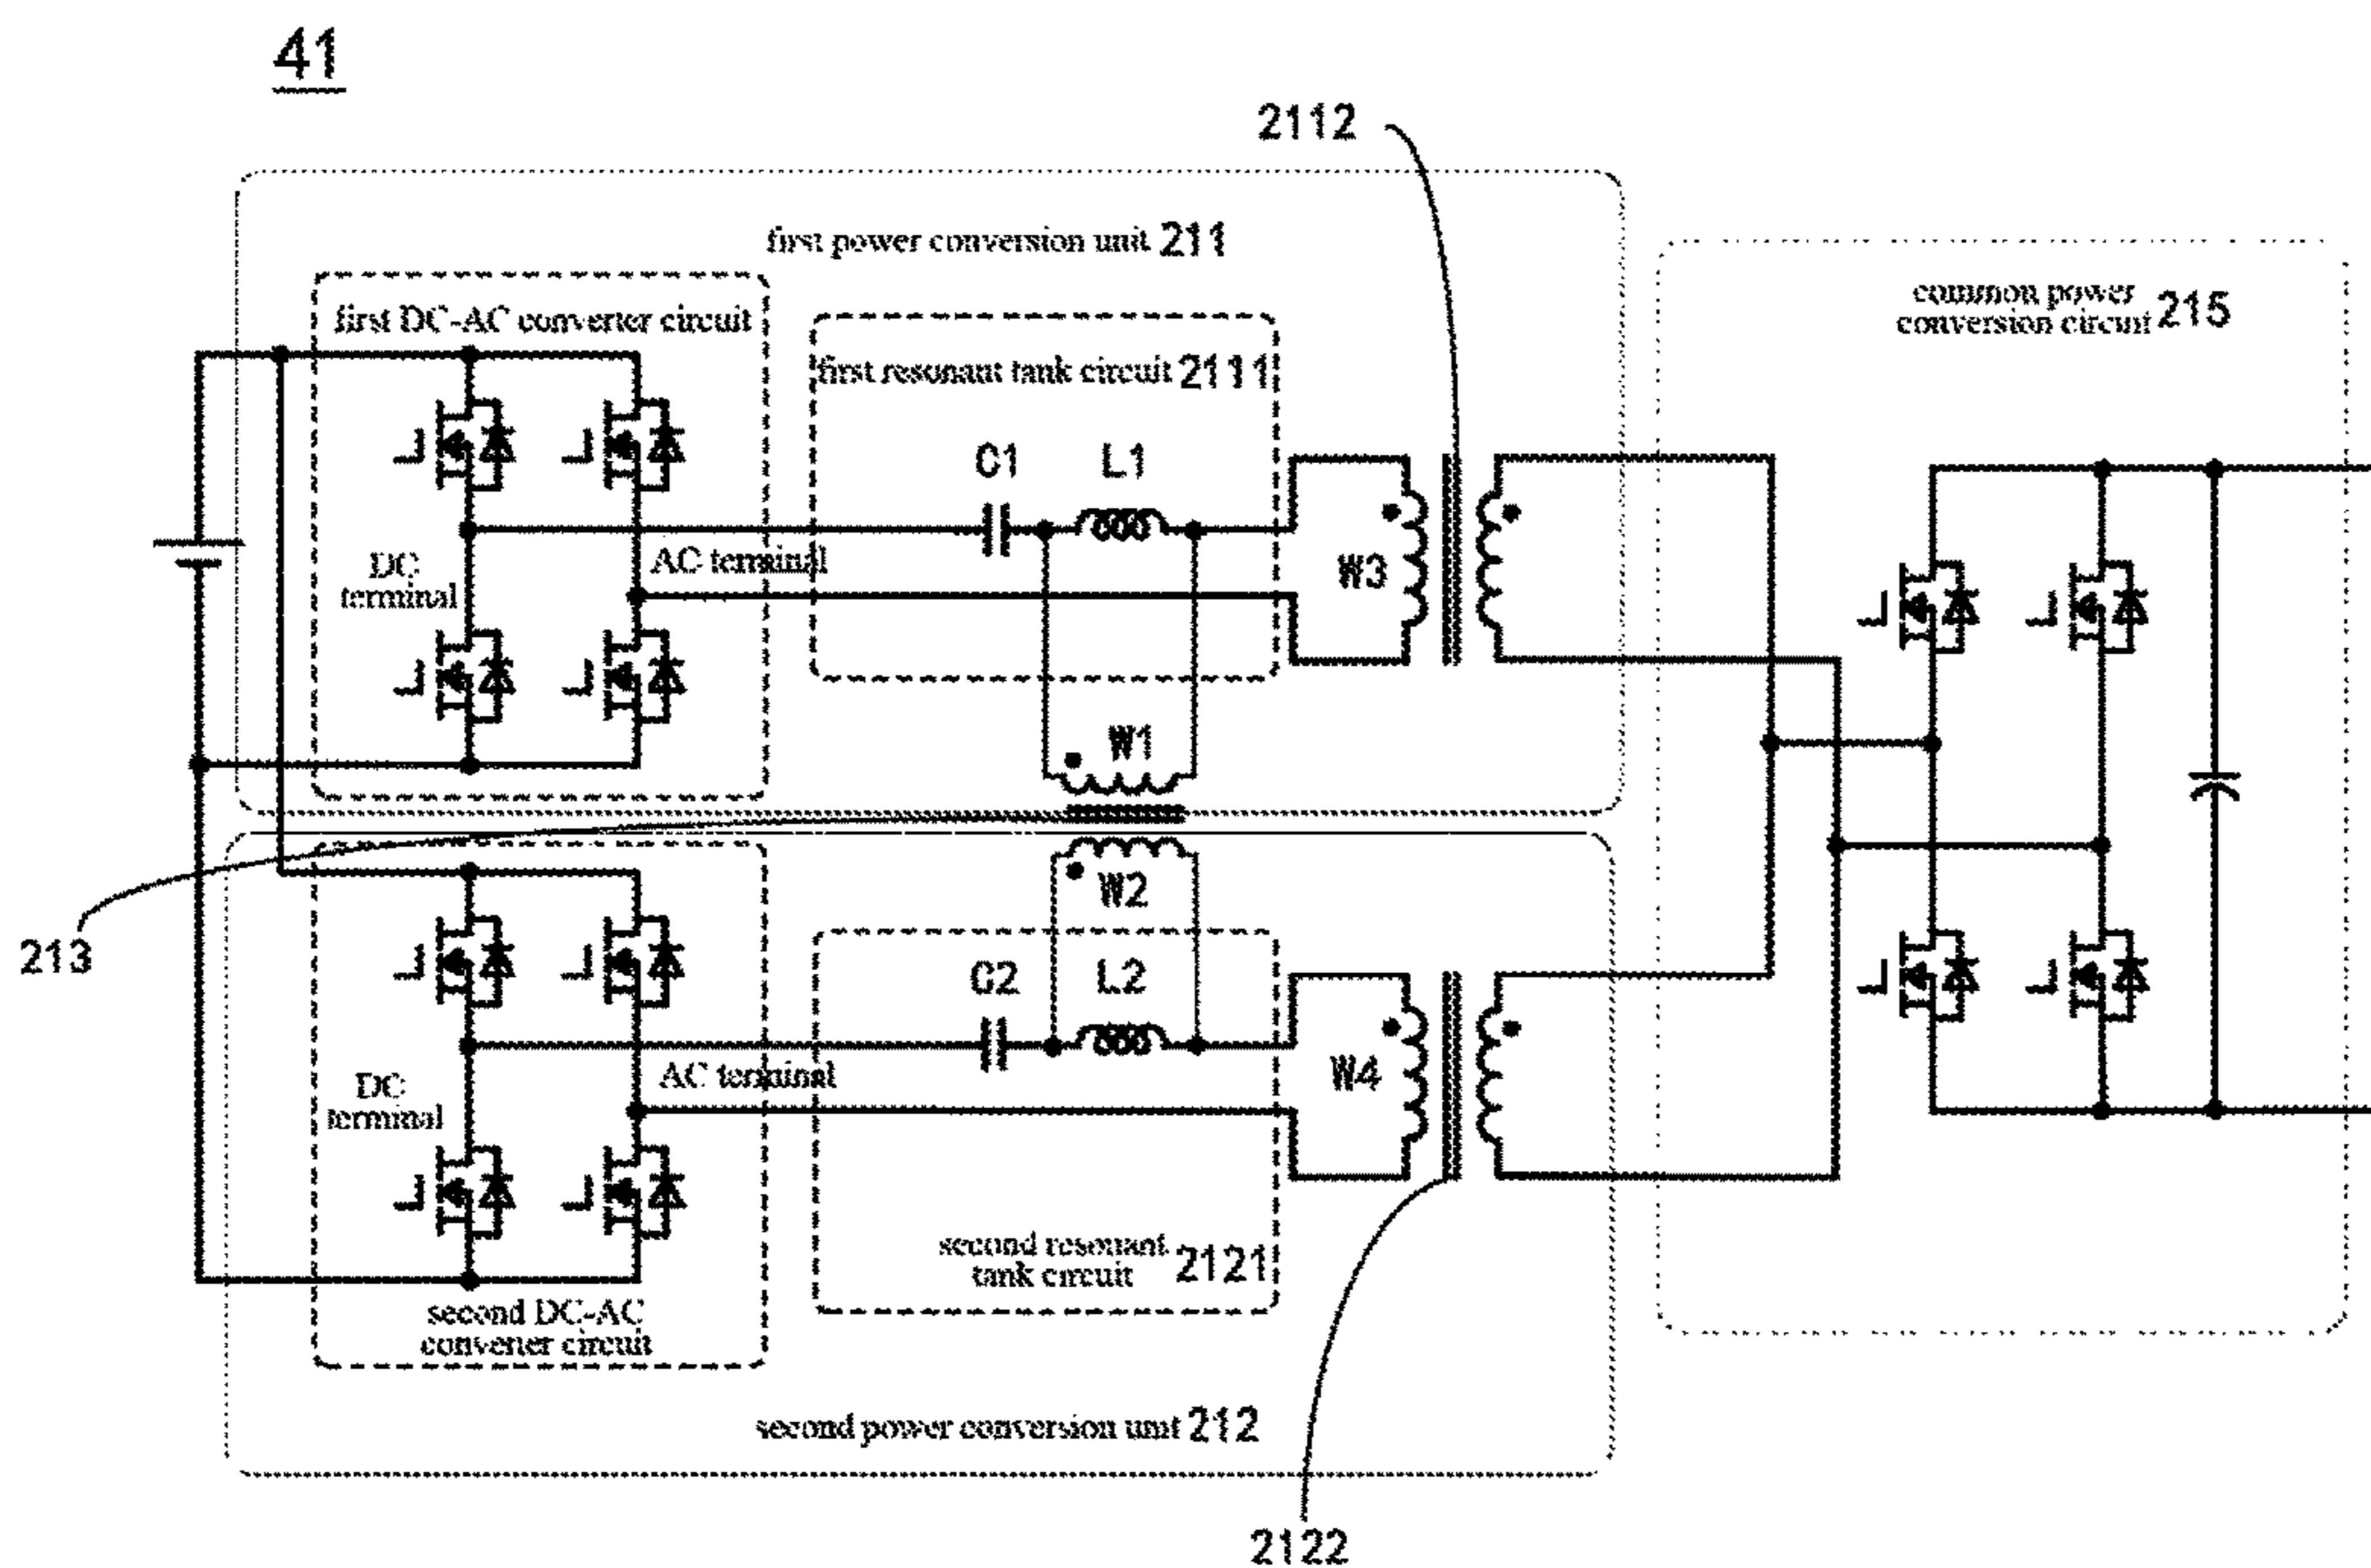 41
2112
first power conversion unit 211
first DC-AC converter circuit
common power
conversion circuit 215
first resonant tank circuit 2111
C1
L1
DC
terminal
AC terminal
W3
W1
W2
213
C2
L2
AC terminal
W4
DC
terminal
second resonant
tank circuit 2121
second DC-AC
converter circuit
second power conversion unit 212
2122